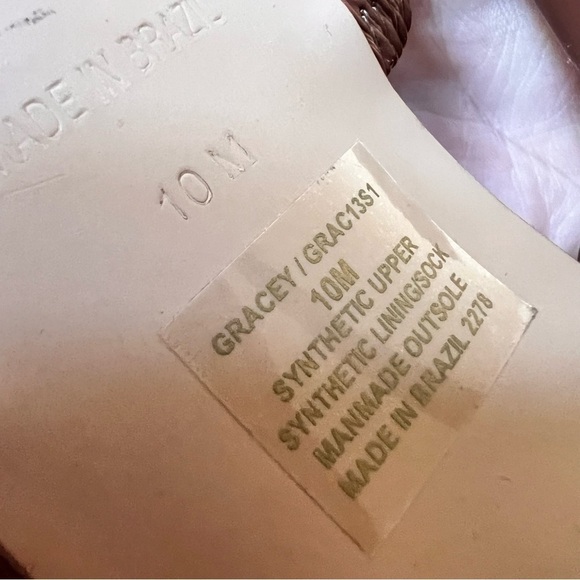 MADE IN BRAZIL
10 M
GRACEY / GRAC13S1
10M
SYNTHETIC UPPER
SYNTHETIC LINING/SOCK
MANMADE OUTSOLE
MADE IN BRAZIL 2278